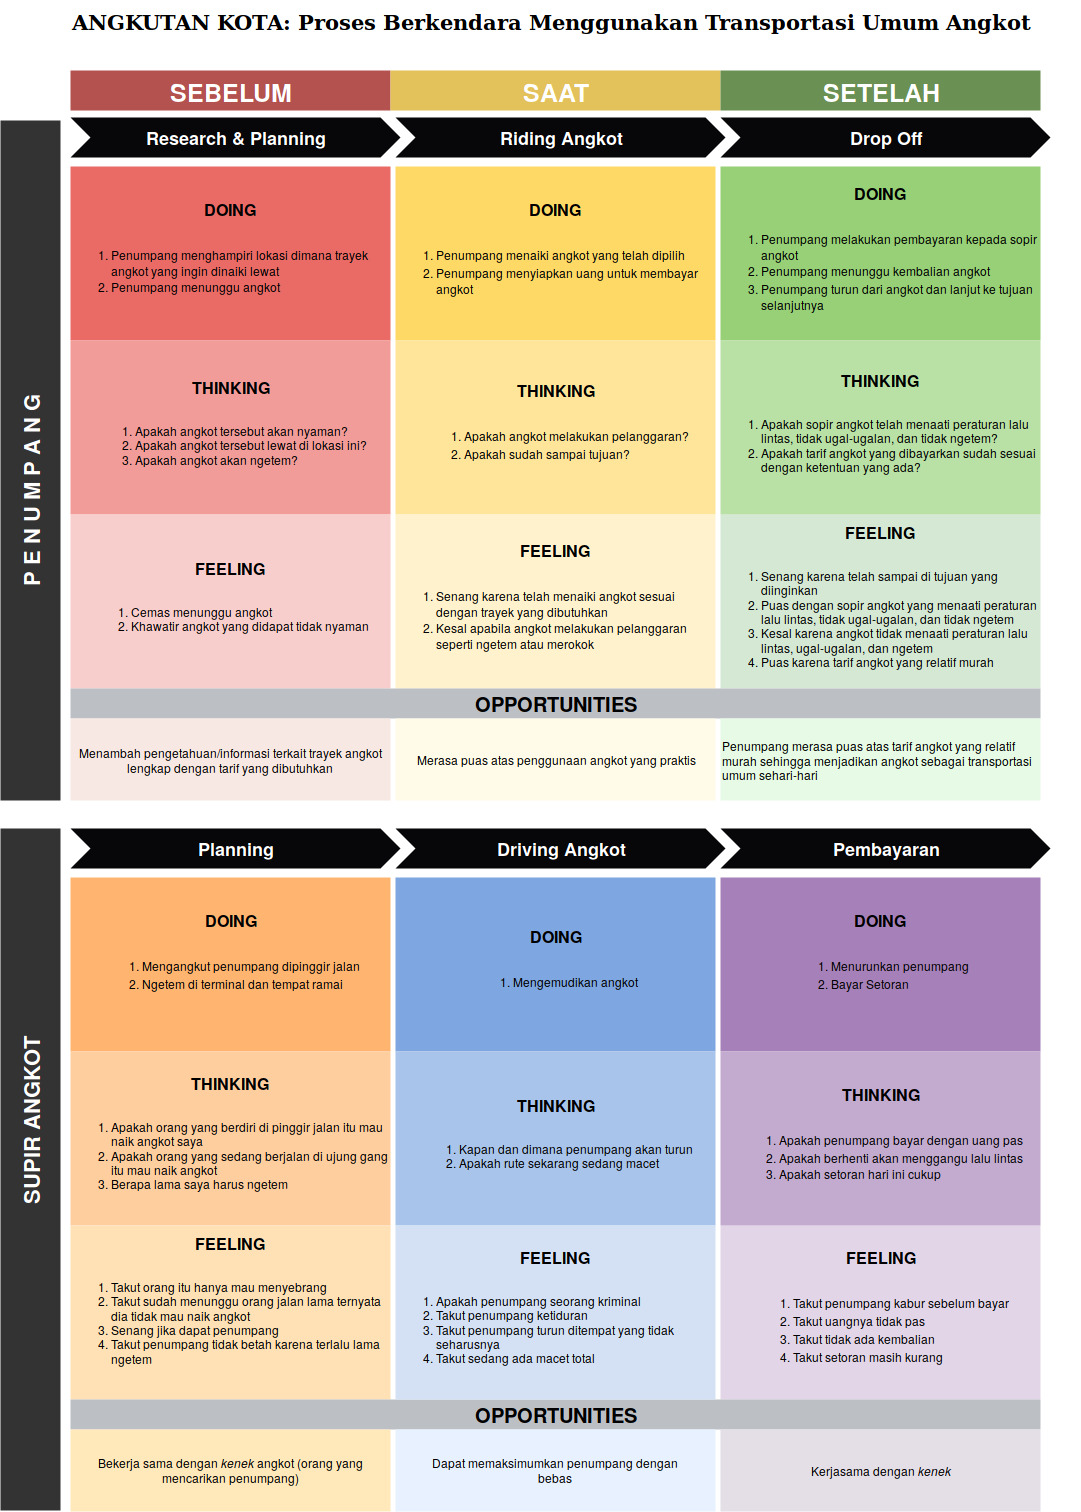 ANGKUTAN KOTA: Proses Berkendara Menggunakan Transportasi Umum Angkot
SEBELUM
SAAT
SETELAH
PENUMPANG
Research & Planning
Riding Angkot
Drop Off
DOING
1. Penumpang menghampiri lokasi dimana trayek
angkot yang ingin dinaiki lewat
2. Penumpang menunggu angkot
DOING
1. Penumpang menaiki angkot yang telah dipilih
2. Penumpang menyiapkan uang untuk membayar
angkot
DOING
1. Penumpang melakukan pembayaran kepada sopir
angkot
2. Penumpang menunggu kembalian angkot
3. Penumpang turun dari angkot dan lanjut ke tujuan
selanjutnya
THINKING
1. Apakah angkot tersebut akan nyaman?
2. Apakah angkot tersebut lewat di lokasi ini?
3. Apakah angkot akan ngetem?
THINKING
1. Apakah angkot melakukan pelanggaran?
2. Apakah sudah sampai tujuan?
THINKING
1. Apakah sopir angkot telah menaati peraturan lalu
lintas, tidak ugal-ugalan, dan tidak ngetem?
2. Apakah tarif angkot yang dibayarkan sudah sesuai
dengan ketentuan yang ada?
FEELING
1. Cemas menunggu angkot
2. Khawatir angkot yang didapat tidak nyaman
FEELING
1. Senang karena telah menaiki angkot sesuai
dengan trayek yang dibutuhkan
2. Kesal apabila angkot melakukan pelanggaran
seperti ngetem atau merokok
FEELING
1. Senang karena telah sampai di tujuan yang
diinginkan
2. Puas dengan sopir angkot yang menaati peraturan
lalu lintas, tidak ugal-ugalan, dan tidak ngetem
3. Kesal karena angkot tidak menaati peraturan lalu
lintas, ugal-ugalan, dan ngetem
4. Puas karena tarif angkot yang relatif murah
OPPORTUNITIES
Menambah pengetahuan/informasi terkait trayek angkot
lengkap dengan tarif yang dibutuhkan
Merasa puas atas penggunaan angkot yang praktis
Penumpang merasa puas atas tarif angkot yang relatif
murah sehingga menjadikan angkot sebagai transportasi
umum sehari-hari
SUPIR ANGKOT
Planning
Driving Angkot
Pembayaran
DOING
1. Mengangkut penumpang dipinggir jalan
2. Ngetem di terminal dan tempat ramai
DOING
1. Mengemudikan angkot
DOING
1. Menurunkan penumpang
2. Bayar Setoran
THINKING
1. Apakah orang yang berdiri di pinggir jalan itu mau
naik angkot saya
2. Apakah orang yang sedang berjalan di ujung gang
itu mau naik angkot
3. Berapa lama saya harus ngetem
THINKING
1. Kapan dan dimana penumpang akan turun
2. Apakah rute sekarang sedang macet
THINKING
1. Apakah penumpang bayar dengan uang pas
2. Apakah berhenti akan menggangu lalu lintas
3. Apakah setoran hari ini cukup
FEELING
1. Takut orang itu hanya mau menyebrang
2. Takut sudah menunggu orang jalan lama ternyata
dia tidak mau naik angkot
3. Senang jika dapat penumpang
4. Takut penumpang tidak betah karena terlalu lama
ngetem
FEELING
1. Apakah penumpang seorang kriminal
2. Takut penumpang ketiduran
3. Takut penumpang turun ditempat yang tidak
seharusnya
4. Takut sedang ada macet total
FEELING
1. Takut penumpang kabur sebelum bayar
2. Takut uangnya tidak pas
3. Takut tidak ada kembalian
4. Takut setoran masih kurang
OPPORTUNITIES
Bekerja sama dengan kenek angkot (orang yang
mencarikan penumpang)
Dapat memaksimumkan penumpang dengan
bebas
Kerjasama dengan kenek